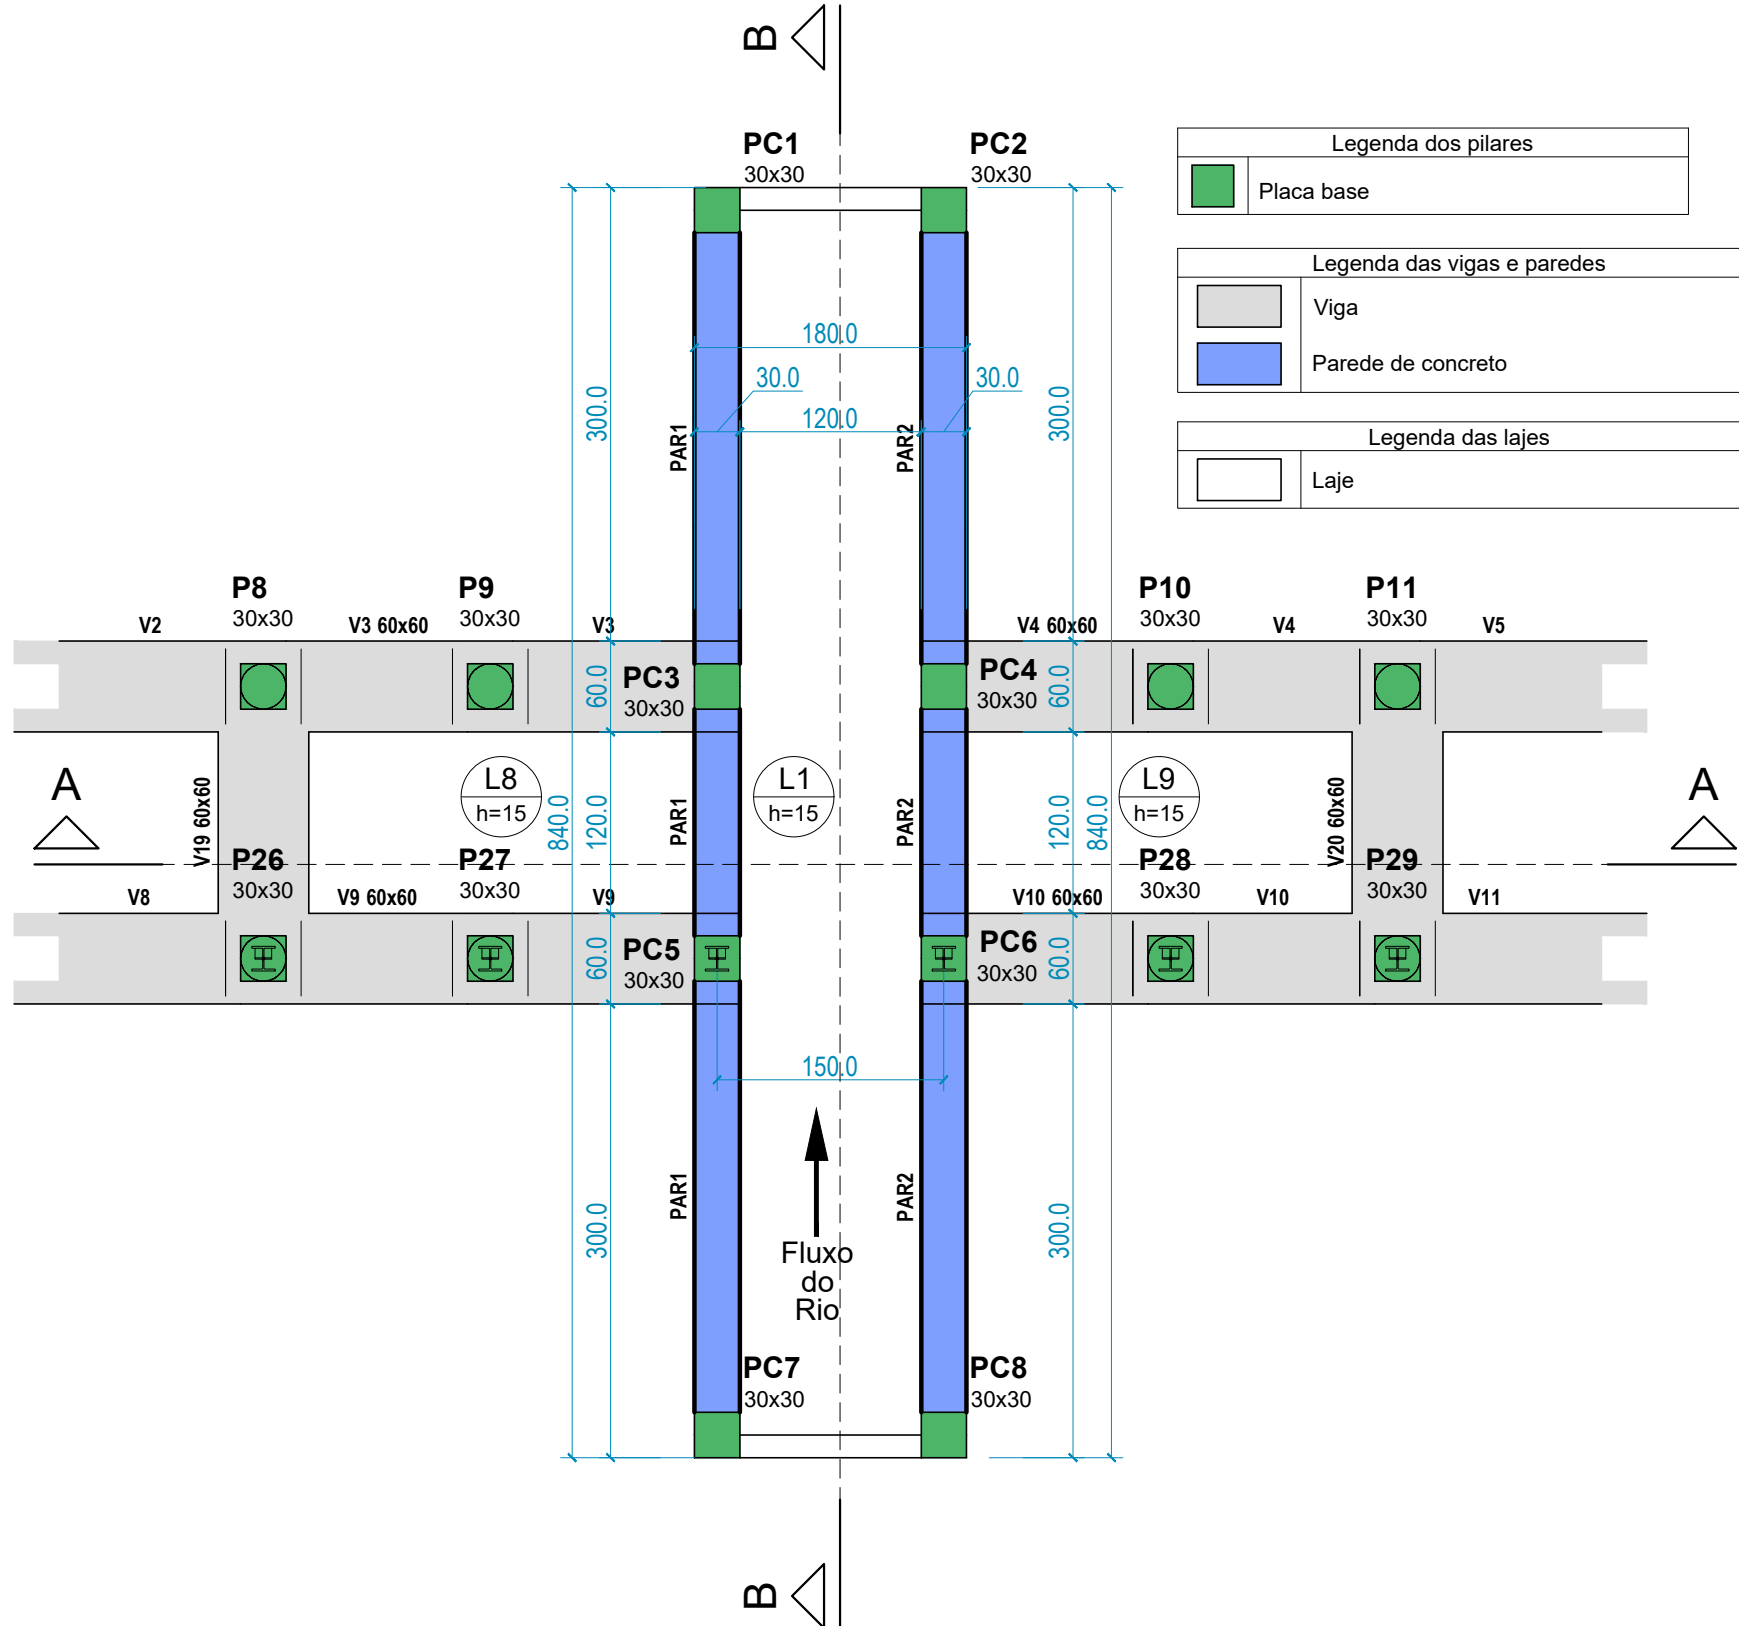 B
PC1
30x30
PC2
30x30
Legenda dos pilares
Placa base
Legenda das vigas e paredes
Viga
Parede de concreto
Legenda das lajes
Laje
180.0
30.0
30.0
120.0
300.0
300.0
PAR1
PAR2
P8
30x30
P9
30x30
P10
30x30
P11
30x30
V2
V3 60x60
V3
V4 60x60
V4
V5
PC3
30x30
60.0
PC4
30x30
60.0
A
V19 60x60
L8
h=15
840.0
120.0
PAR1
L1
h=15
PAR2
120.0
840.0
L9
h=15
V20 60x60
A
P26
30x30
P27
30x30
P28
30x30
P29
30x30
V8
V9 60x60
V9
V10 60x60
V10
V11
PC5
30x30
60.0
PC6
30x30
60.0
150.0
300.0
PAR1
PAR2
300.0
Fluxo
do
Rio
PC7
30x30
PC8
30x30
B